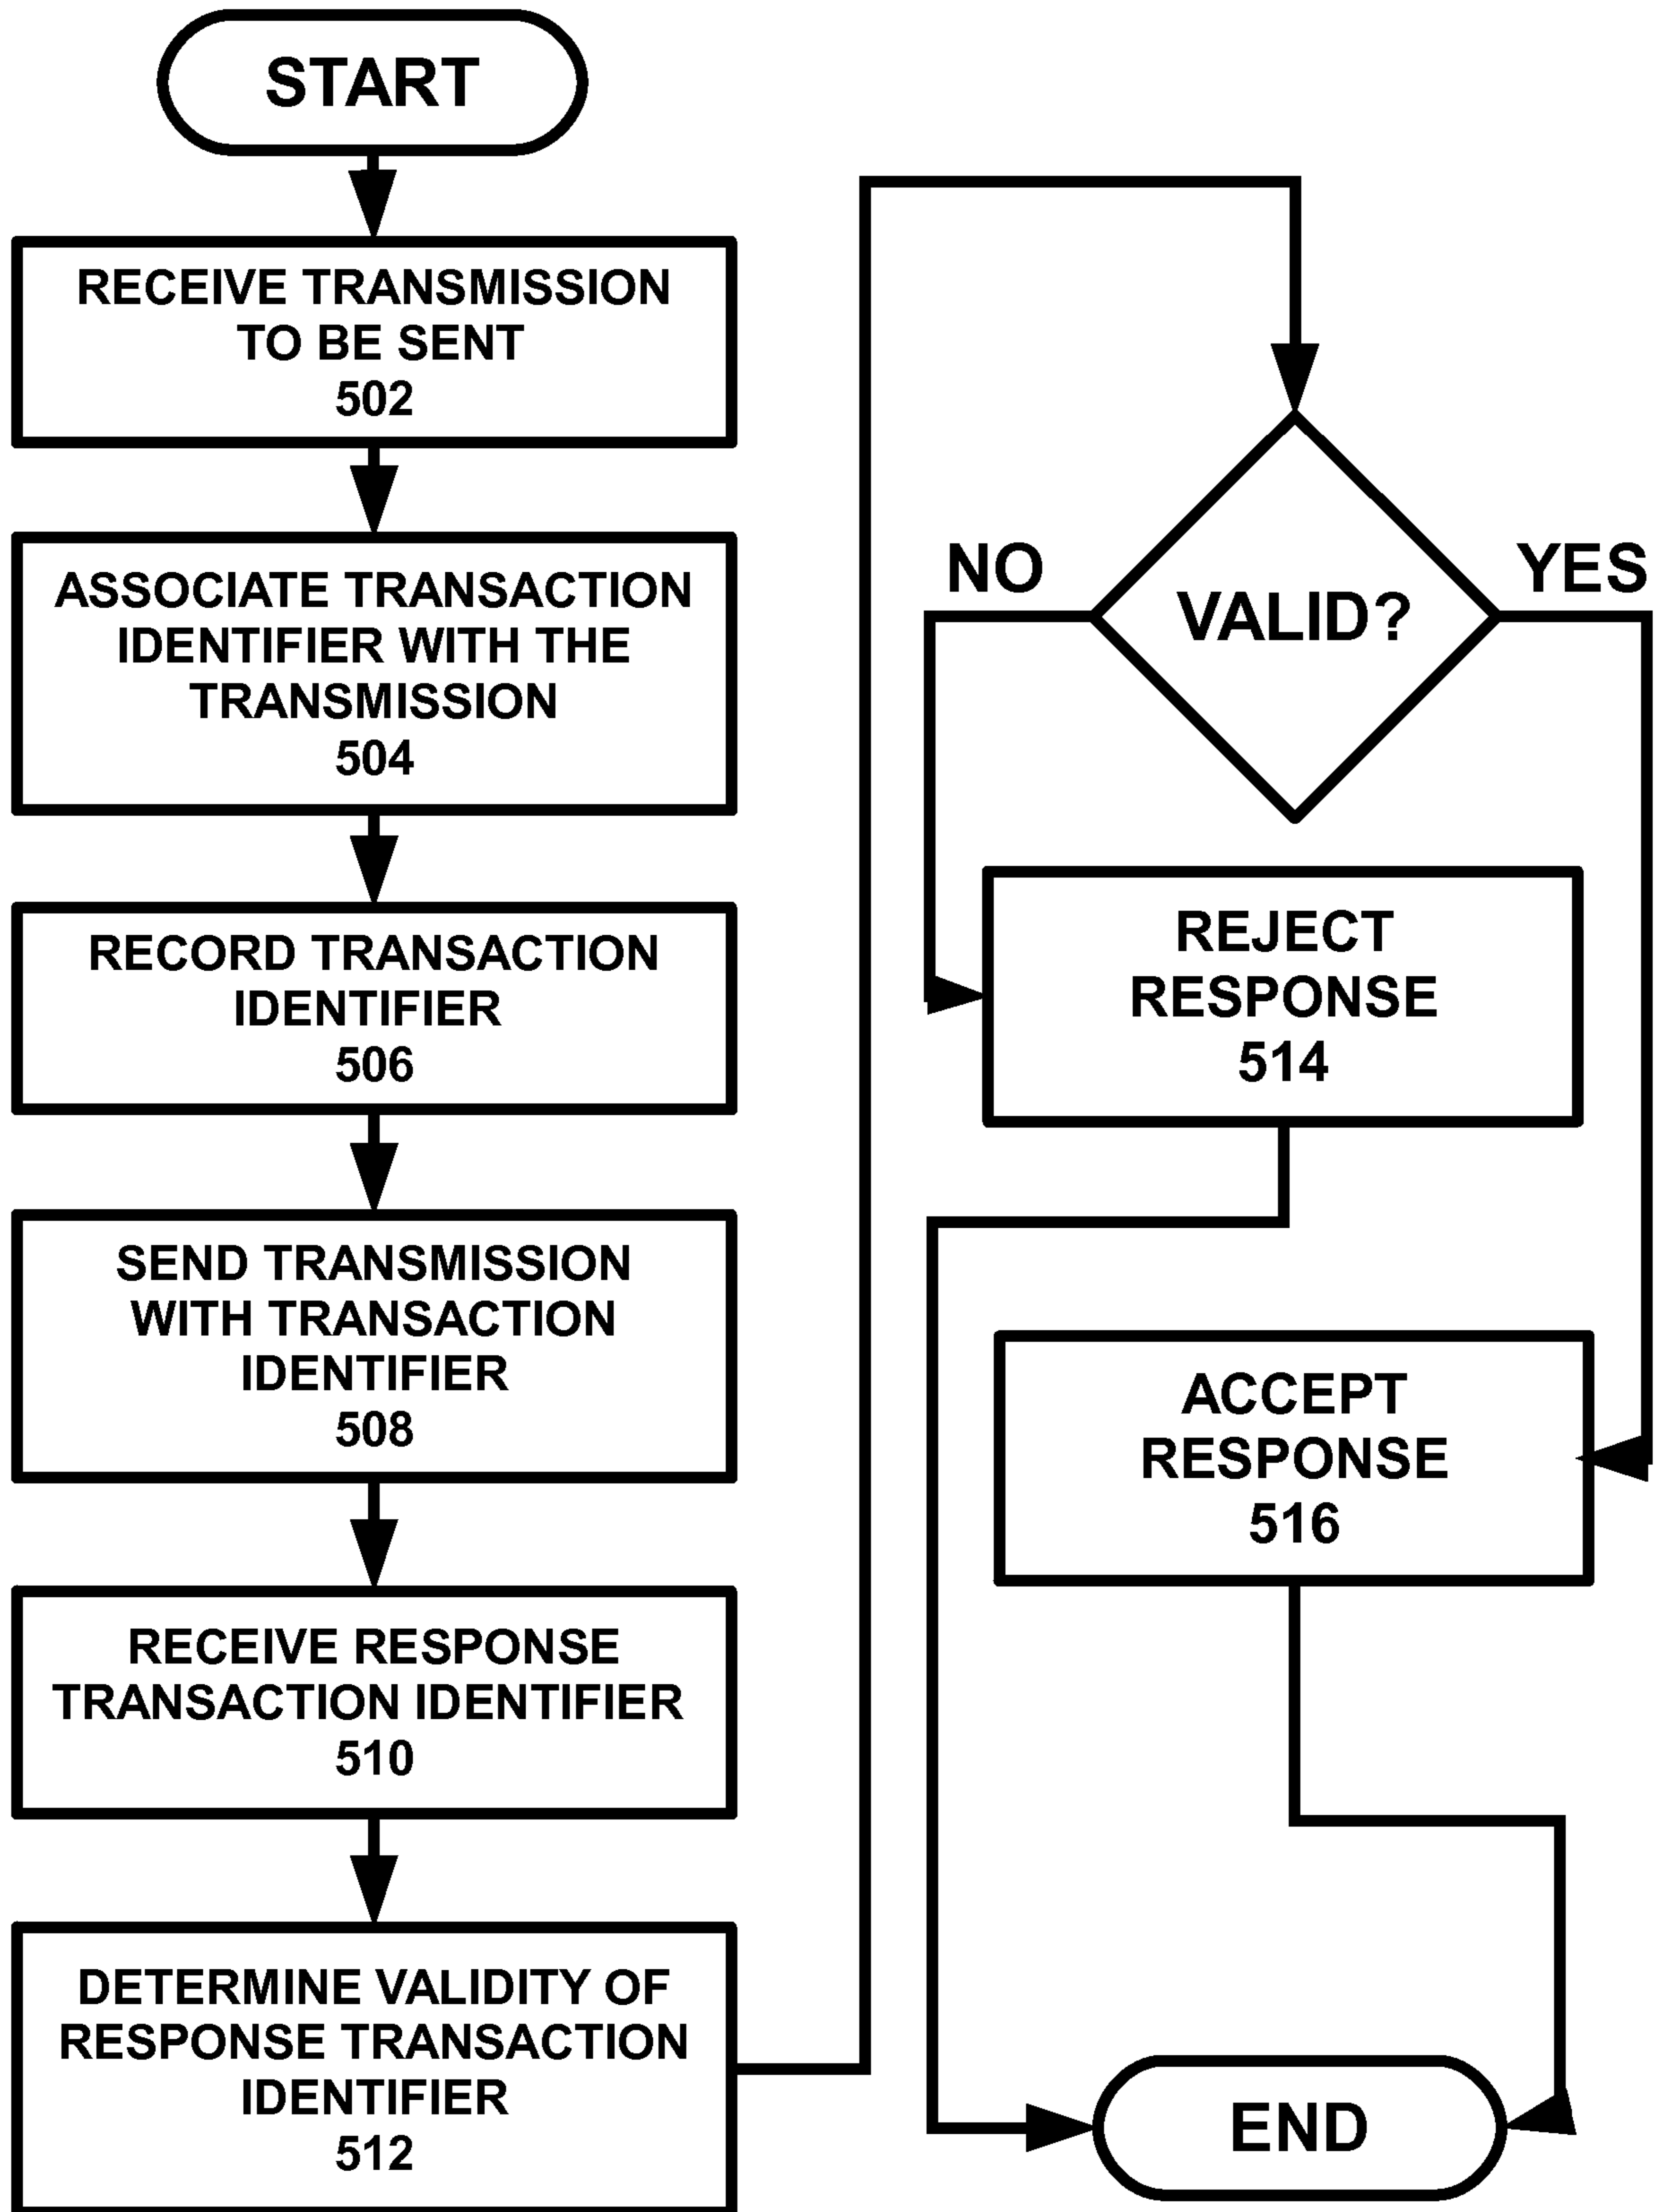 START
RECEIVE TRANSMISSION
TO BE SENT
502
ASSOCIATE TRANSACTION
IDENTIFIER WITH THE
TRANSMISSION
504
RECORD TRANSACTION
IDENTIFIER
506
SEND TRANSMISSION
WITH TRANSACTION
IDENTIFIER
508
RECEIVE RESPONSE
TRANSACTION IDENTIFIER
510
DETERMINE VALIDITY OF
RESPONSE TRANSACTION
IDENTIFIER
512
NO
YES
VALID?
REJECT
RESPONSE
514
ACCEPT
RESPONSE
516
END